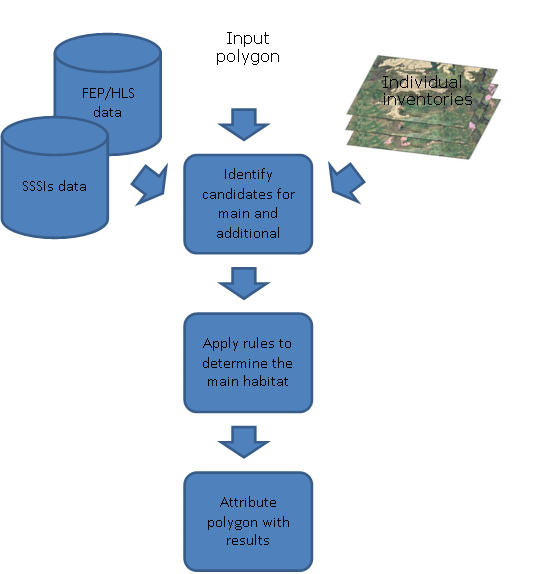 Input
polygon
FEP/HLS
data
SSSIs data
Individual
inventories
Identify
candidates for
main and
additional
Apply rules to
determine the
main habitat
Attribute
polygon with
results